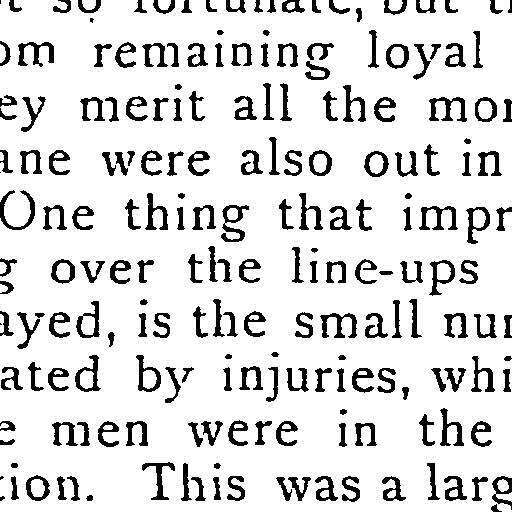 so fortunate, but
om remaining loyal
ey merit all the mor
ane were also out in
One thing that impr
g over the line-ups
ayed, is the small nu
ated by injuries, whi
e men were in the
tion. This was a larg